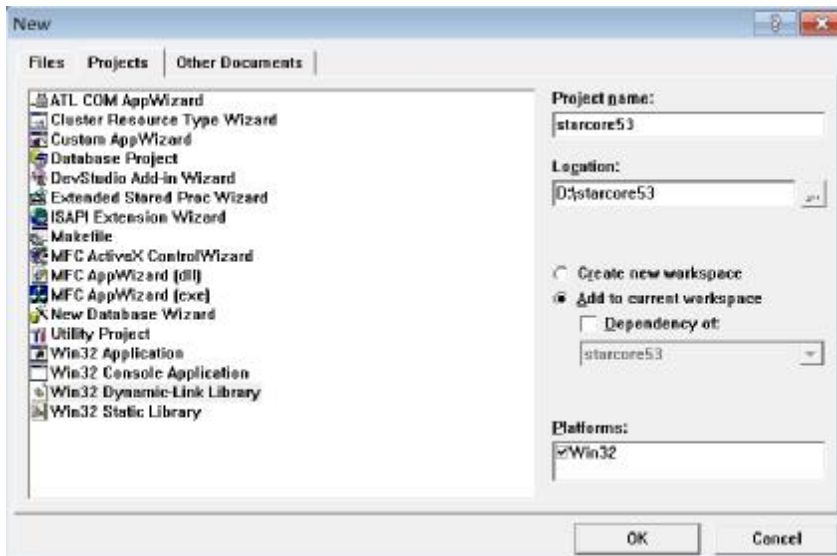 New
Files Projects Other Documents
ATL COM AppWizard
Cluster Resource Type Wizard
Custom AppWizard
Database Project
DevStudio Add-in Wizard
Extended Stored Proc Wizard
ISAPI Extension Wizard
Makefile
MFC ActiveX ControlWizard
MFC AppWizard (dll)
MFC AppWizard (exe)
New Database Wizard
Utility Project
Win32 Application
Win32 Console Application
Win32 Dynamic-Link Library
Win32 Static Library
Project name:
starcore53
Location:
D:\starcore53
...
Create new workspace
Add to current workspace
Dependency of:
starcore53
Platforms:
Win32
OK Cancel